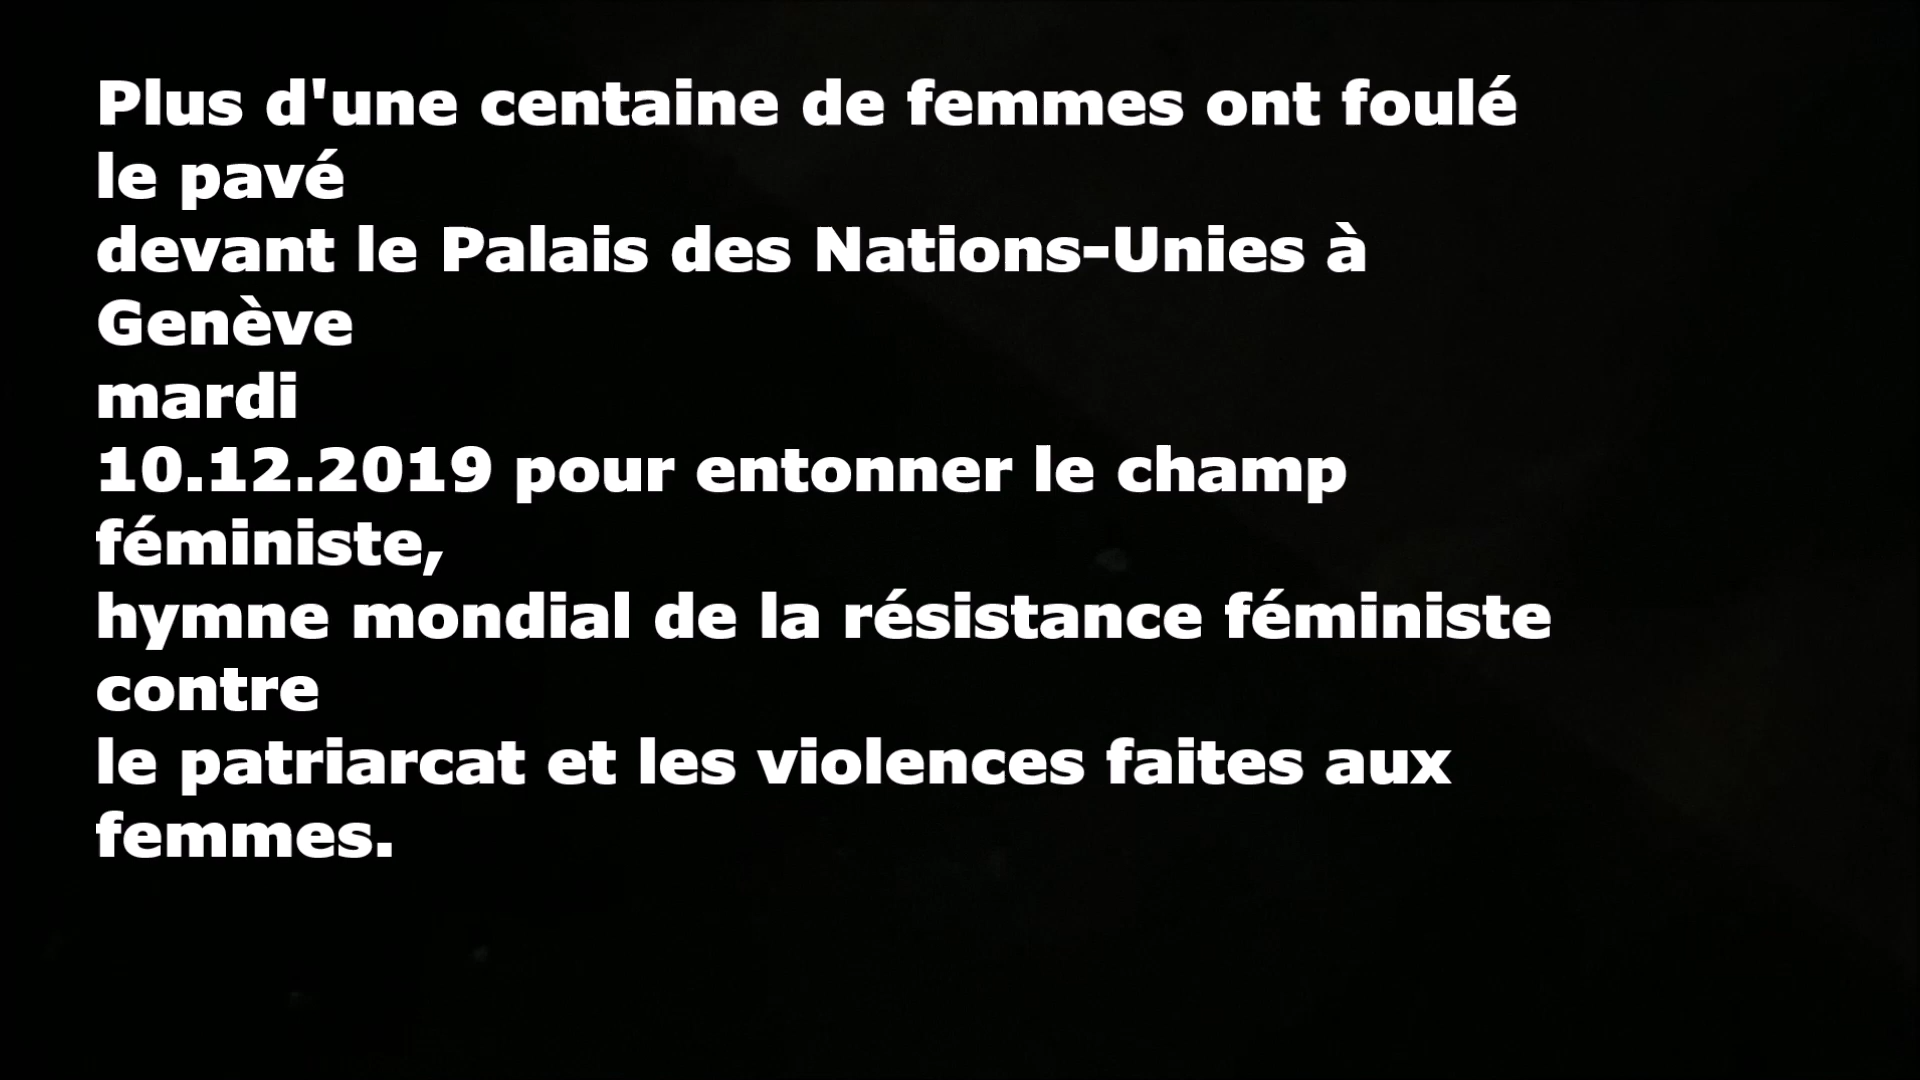 Plus d'une centaine de femmes ont foulé
le pavé
devant le Palais des Nations-Unies à
Genève
mardi
10.12.2019 pour entonner le champ
féministe,
hymne mondial de la résistance féministe
contre
le patriarcat et les violences faites aux
femmes.